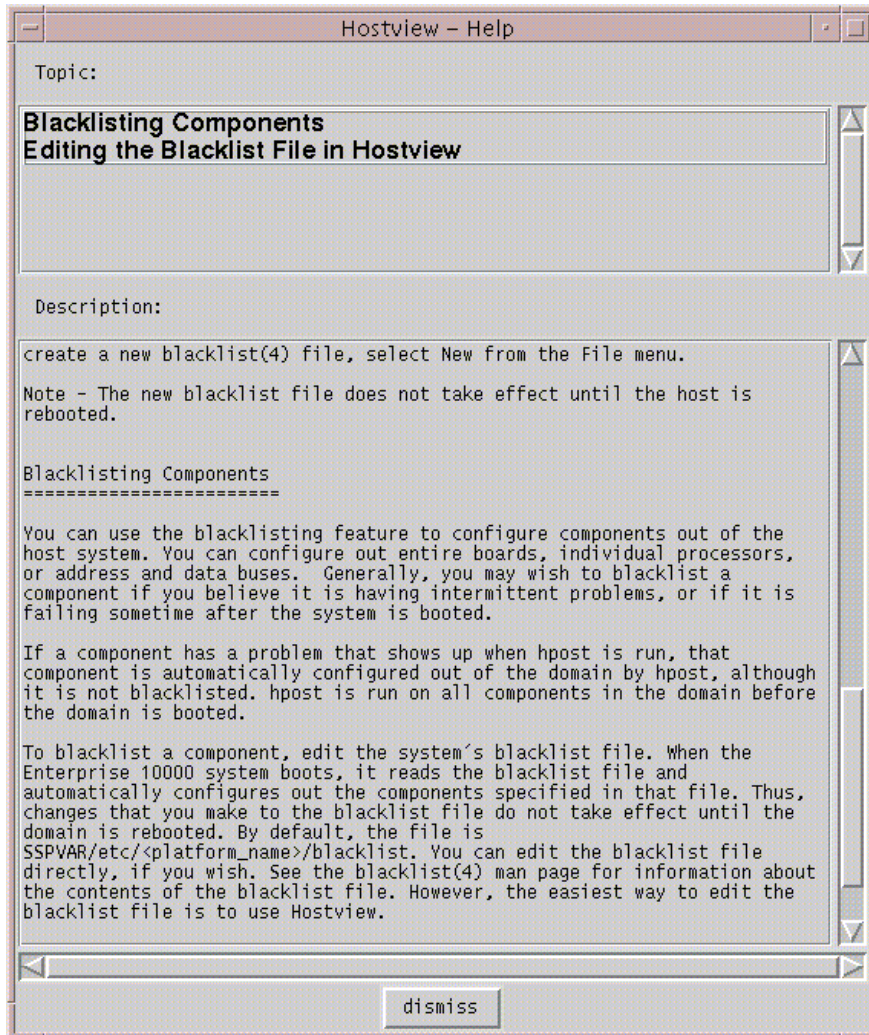 Hostview – Help
Topic:
Blacklisting Components
Editing the Blacklist File in Hostview
Description:
create a new blacklist(4) file, select New from the File menu.
Note - The new blacklist file does not take effect until the host is
rebooted.
Blacklisting Components
========================
You can use the blacklisting feature to configure components out of the
host system. You can configure out entire boards, individual processors,
or address and data buses.  Generally, you may wish to blacklist a
component if you believe it is having intermittent problems, or if it is
failing sometime after the system is booted.
If a component has a problem that shows up when hpost is run, that
component is automatically configured out of the domain by hpost, although
it is not blacklisted. hpost is run on all components in the domain before
the domain is booted.
To blacklist a component, edit the system´s blacklist file. When the
Enterprise 10000 system boots, it reads the blacklist file and
automatically configures out the components specified in that file. Thus,
changes that you make to the blacklist file do not take effect until the
domain is rebooted. By default, the file is
SSPVAR/etc/<platform_name>/blacklist. You can edit the blacklist file
directly, if you wish. See the blacklist(4) man page for information about
the contents of the blacklist file. However, the easiest way to edit the
blacklist file is to use Hostview.
dismiss